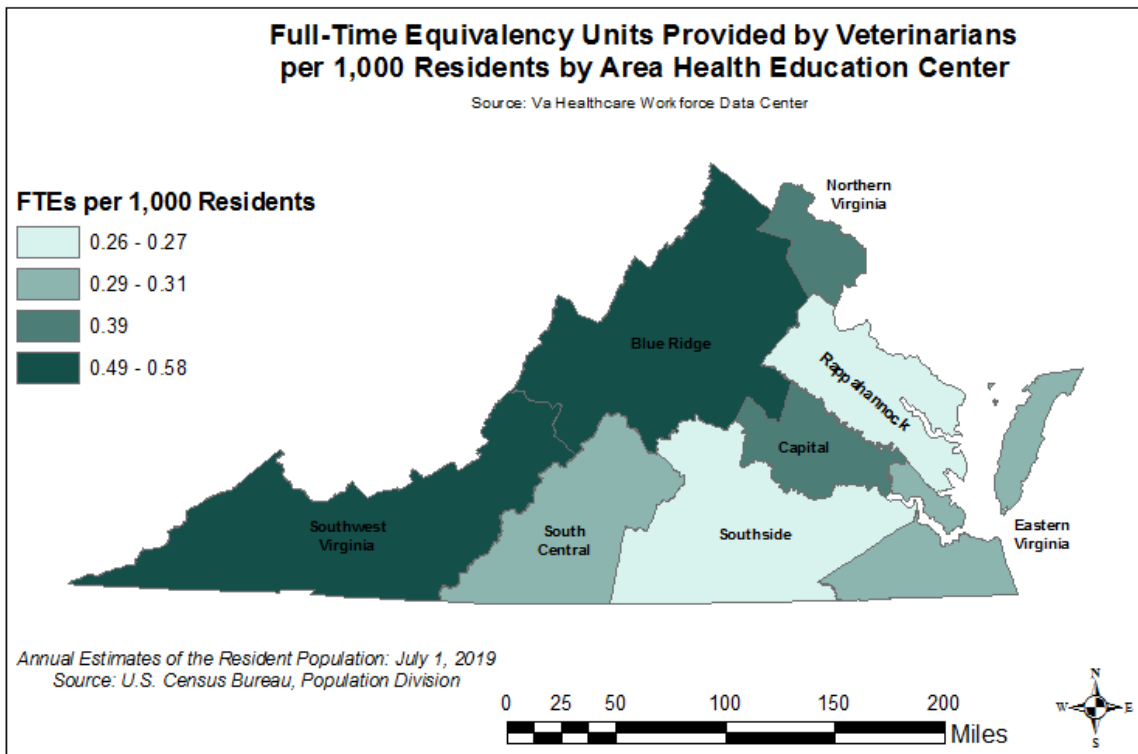 Full-Time Equivalency Units Provided by Veterinarians
per 1,000 Residents by Area Health Education Center
Source: Va Healthcare Workforce Data Center
FTEs per 1,000 Residents
0.26 - 0.27
0.29 - 0.31
0.39
0.49 - 0.58
Northern
Virginia
Blue Ridge
Rappahannock
Capital
Southwest
Virginia
South
Central
Southside
Eastern
Virginia
Annual Estimates of the Resident Population: July 1, 2019
Source: U.S. Census Bureau, Population Division
0 25 50 100 150 200
Miles
N
W E
S